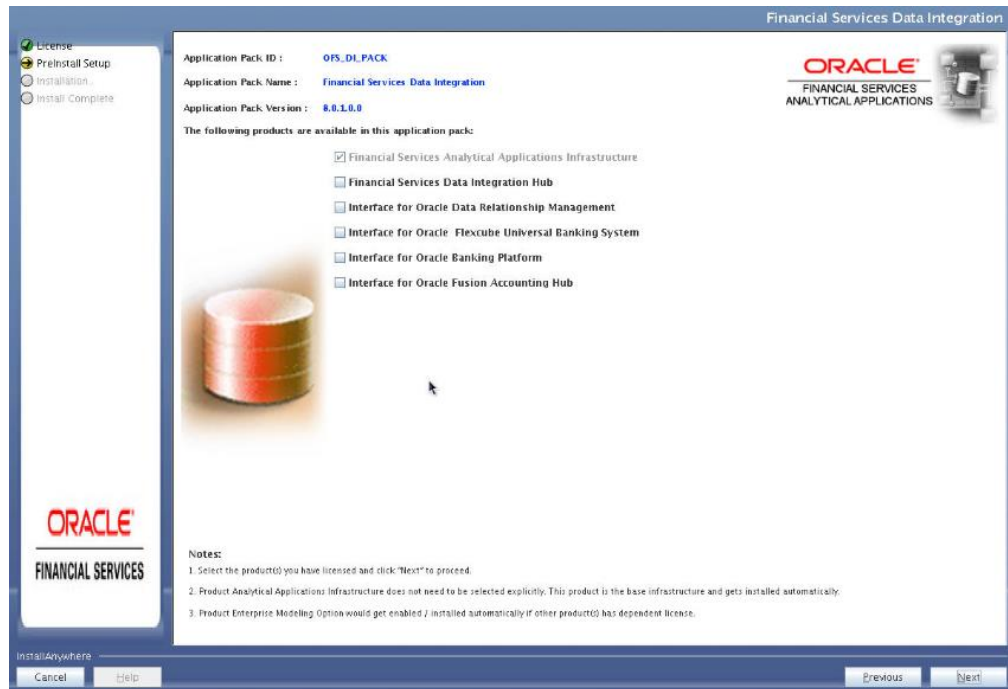 Financial Services Data Integration
License
PreInstall Setup
Installation...
Install Complete
Application Pack ID : OFS_DI_PACK
Application Pack Name : Financial Services Data Integration
Application Pack Version : 8.0.1.0.0
The following products are available in this application pack:
ORACLE
FINANCIAL SERVICES
ANALYTICAL APPLICATIONS
Financial Services Analytical Applications Infrastructure
Financial Services Data Integration Hub
Interface for Oracle Data Relationship Management
Interface for Oracle Flexcube Universal Banking System
Interface for Oracle Banking Platform
Interface for Oracle Fusion Accounting Hub
ORACLE
FINANCIAL SERVICES
Notes:
1. Select the product(s) you have licensed and click "Next" to proceed.
2. Product Analytical Applications Infrastructure does not need to be selected explicitly. This product is the base infrastructure and gets installed automatically.
3. Product Enterprise Modeling Option would get enabled / installed automatically if other product(s) has dependent license.
InstallAnywhere
Cancel Help Previous Next